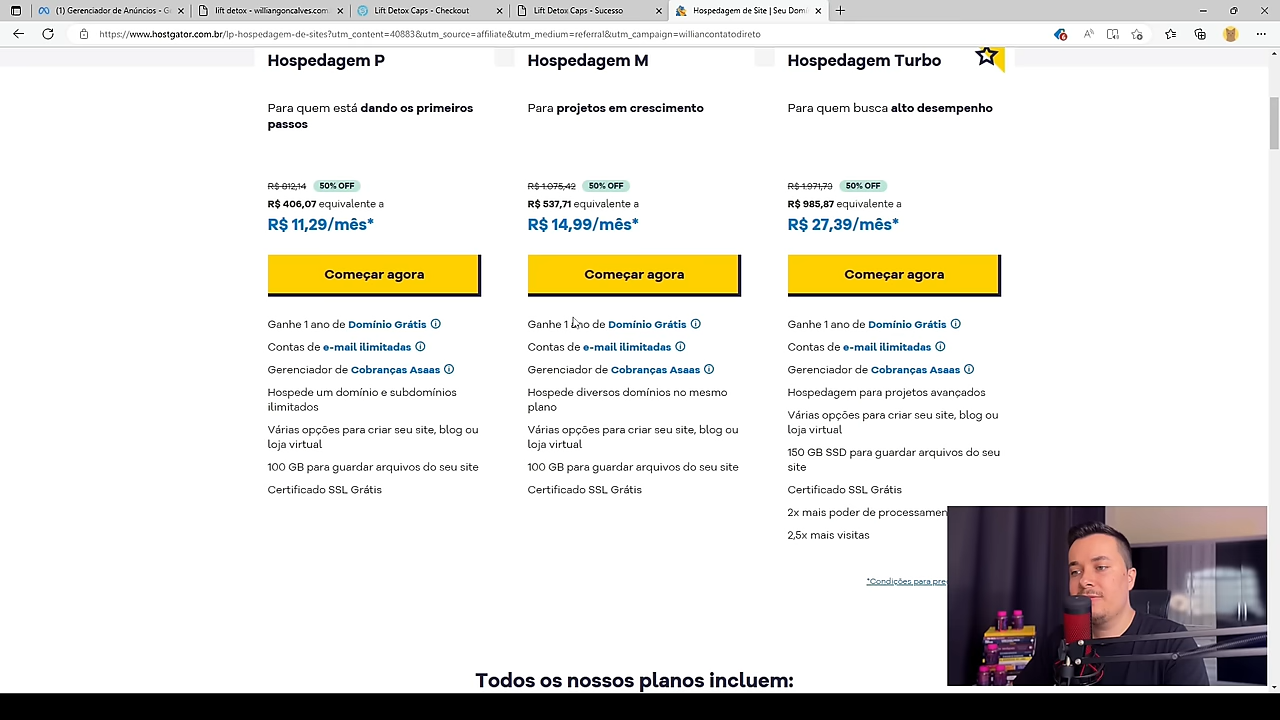 (1) Gerenciador de Anúncios - G
lift detox - williangoncalves.com
Lift Detox Caps - Checkout
Lift Detox Caps - Sucesso
Hospedagem de Site | Seu Dom
https://www.hostgator.com.br/lp-hospedagem-de-sites?utm_content=40883&utm_source=affiliate&utm_medium=referral&utm_campaign=williancontatodireto
Hospedagem P
Para quem está dando os primeiros
passos
R$ 812,14 50% OFF
R$ 406,07 equivalente a
R$ 11,29/mês*
Começar agora
Ganhe 1 ano de Domínio Grátis
Contas de e-mail ilimitadas
Gerenciador de Cobranças Asaas
Hospede um domínio e subdomínios
ilimitados
Várias opções para criar seu site, blog ou
loja virtual
100 GB para guardar arquivos do seu site
Certificado SSL Grátis
Hospedagem M
Para projetos em crescimento
R$ 1.075,42 50% OFF
R$ 537,71 equivalente a
R$ 14,99/mês*
Começar agora
Ganhe 1 ano de Domínio Grátis
Contas de e-mail ilimitadas
Gerenciador de Cobranças Asaas
Hospede diversos domínios no mesmo
plano
Várias opções para criar seu site, blog ou
loja virtual
100 GB para guardar arquivos do seu site
Certificado SSL Grátis
Hospedagem Turbo
Para quem busca alto desempenho
R$ 1.971,73 50% OFF
R$ 985,87 equivalente a
R$ 27,39/mês*
Começar agora
Ganhe 1 ano de Domínio Grátis
Contas de e-mail ilimitadas
Gerenciador de Cobranças Asaas
Hospedagem para projetos avançados
Várias opções para criar seu site, blog ou
loja virtual
150 GB SSD para guardar arquivos do seu
site
Certificado SSL Grátis
2x mais poder de processamen
2,5x mais visitas
*Condições para pre
Todos os nossos planos incluem: